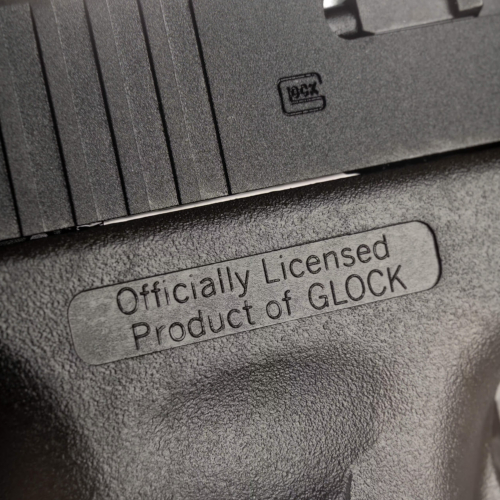 GLOCK
Officially Licensed
Product of GLOCK